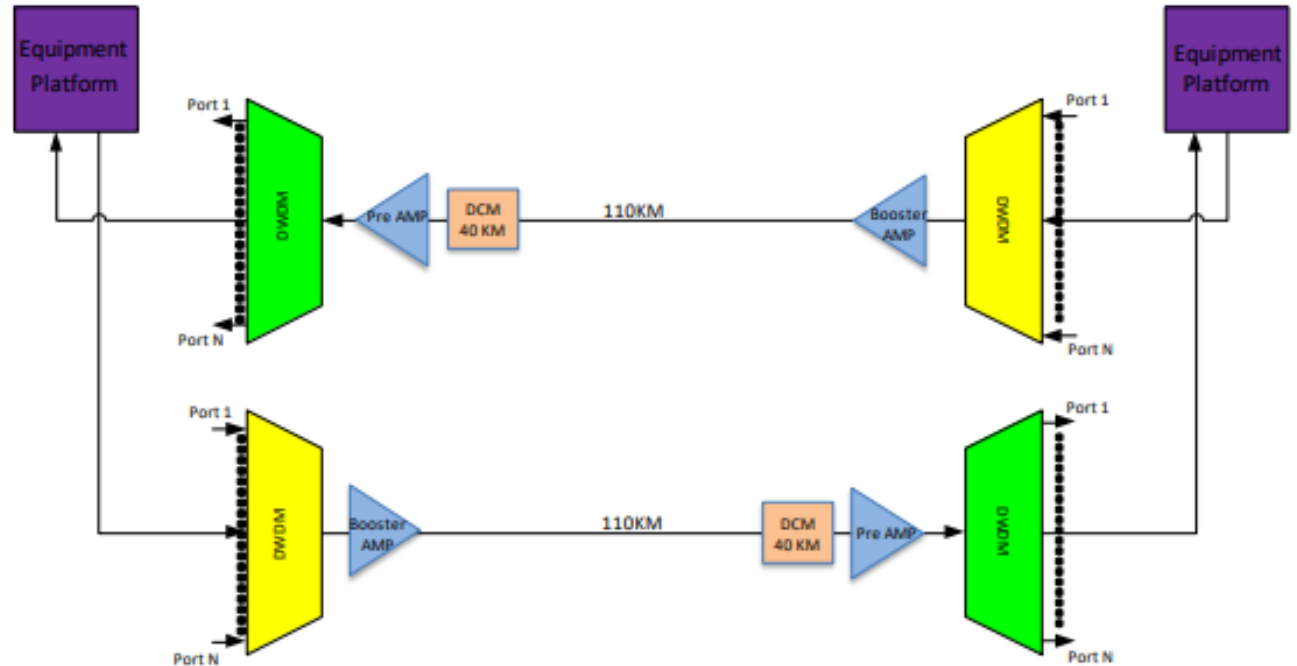 Equipment
Platform
Equipment
Platform
Port 1
Port 1
DWDM
Pre AMP
DCM
40 KM
110KM
Booster
AMP
DWDM
Port N
Port N
Port 1
Port 1
DWDM
Booster
AMP
110KM
DCM
40 KM
Pre AMP
DWDM
Port N
Port N